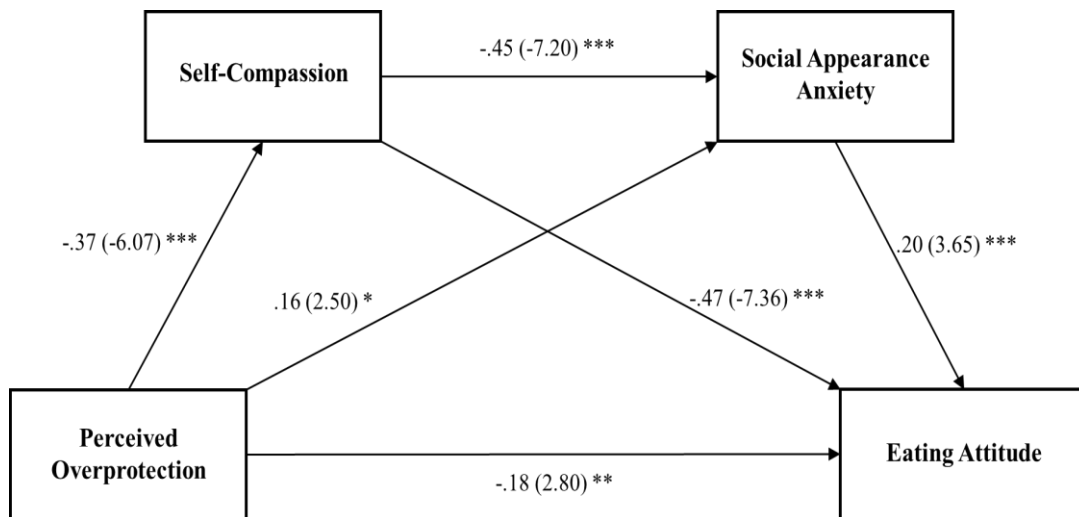 -.45 (-7.20) ***
Self-Compassion
Social Appearance
Anxiety
-.37 (-6.07) ***
.20 (3.65) ***
.16 (2.50) *
-.47 (-7.36) ***
Perceived
Overprotection
Eating Attitude
-.18 (2.80) **